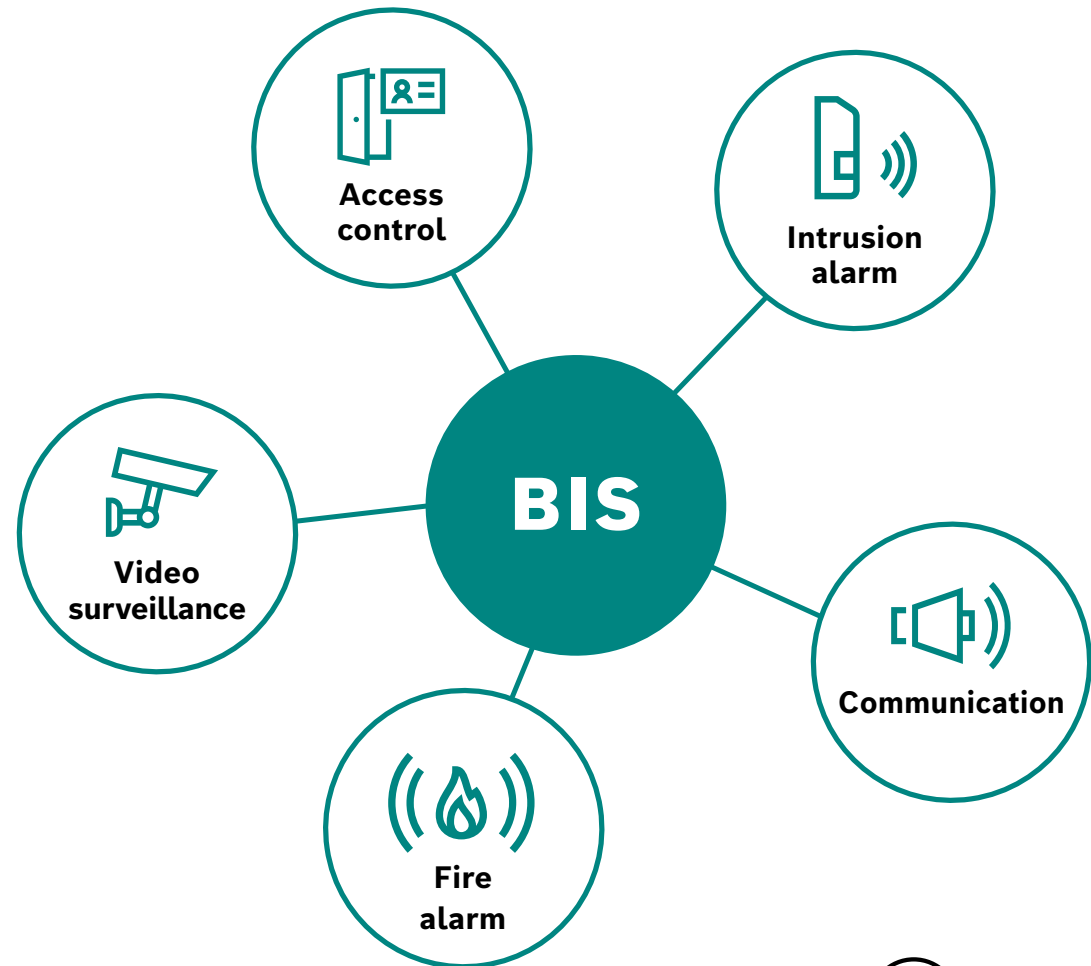 Access
control
Intrusion
alarm
BIS
Video
surveillance
Communication
Fire
alarm